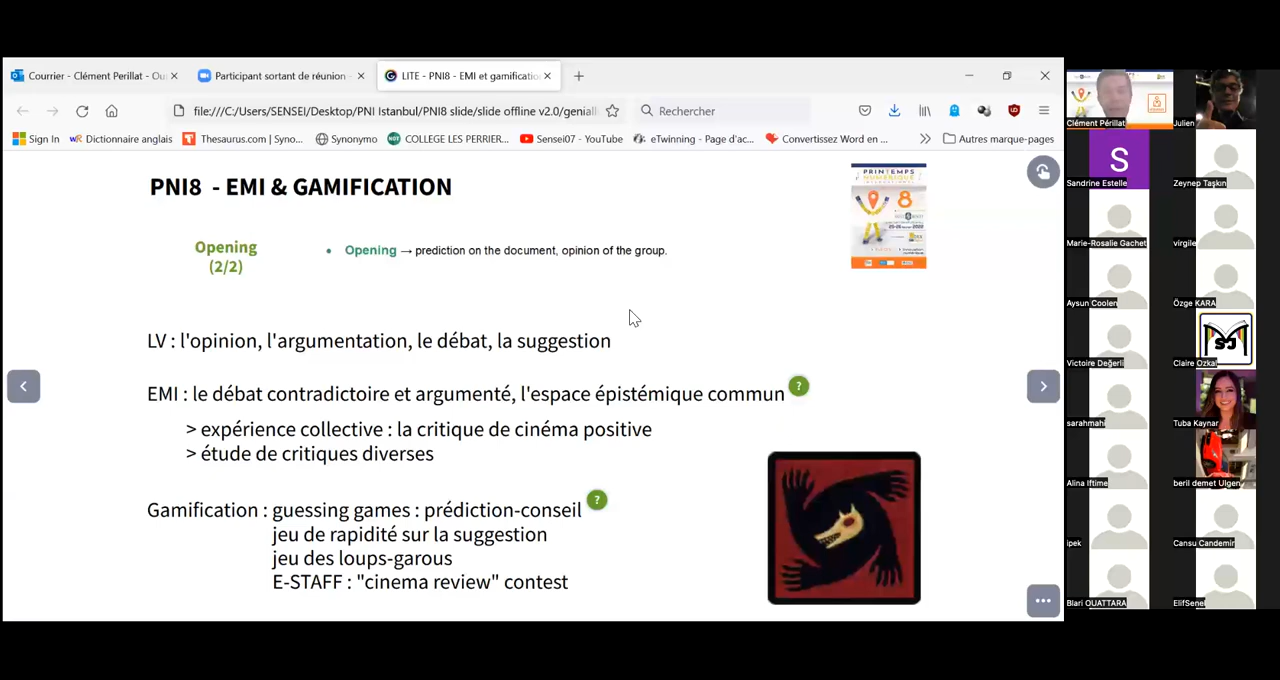 Courrier - Clément Perillat - Ou
Participant sortant de réunion -
LITE - PNI8 - EMI et gamificatio
file:///C:/Users/SENSEI/Desktop/PNI Istanbul/PNI8 slide/slide offline v2.0/genial
Rechercher
Sign In
Dictionnaire anglais
Thesaurus.com | Syno...
Synonymo
COLLEGE LES PERRIER...
Sensei07 - YouTube
eTwinning - Page d'ac...
Convertissez Word en ...
Autres marque-pages
PNI8 - EMI & GAMIFICATION
PRINTEMPS
8
Opening
(2/2)
• Opening → prediction on the document, opinion of the group.
LV : l'opinion, l'argumentation, le débat, la suggestion
EMI : le débat contradictoire et argumenté, l'espace épistémique commun ?
> expérience collective : la critique de cinéma positive
> étude de critiques diverses
Gamification : guessing games : prédiction-conseil ?
jeu de rapidité sur la suggestion
jeu des loups-garous
E-STAFF : "cinema review" contest
Clément Périllat
Julien
S
Sandrine Estelle
Zeynep Taşkın
Marie-Rosalie Gachet
virgile
Aysun Coolen
Özge KARA
Victoire Değerli
SJ
Claire Ozkal
sarahmahi
Tuba Kaynar
Alina Iftime
beril demet Ulgen
ipek
Cansu Candemir
Blari OUATTARA
ElifSenel